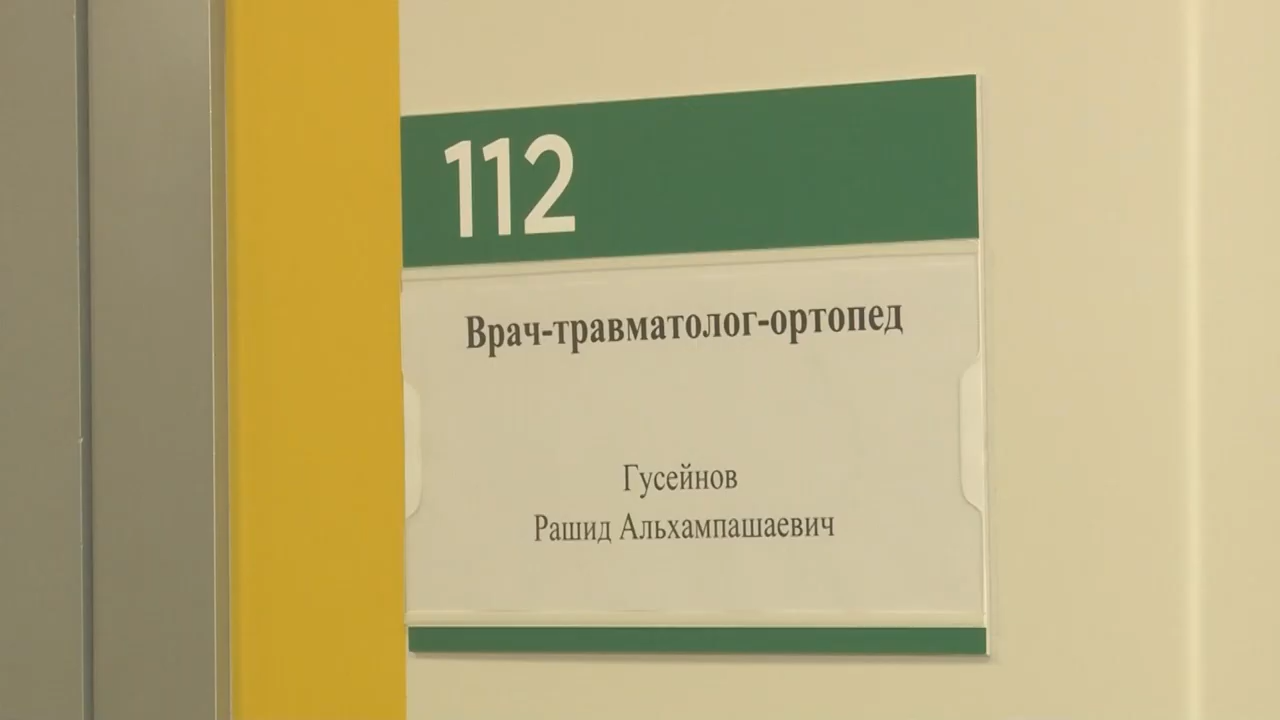 112
Врач-травматолог-ортопед
Гусейнов
Рашид Альхампашаевич